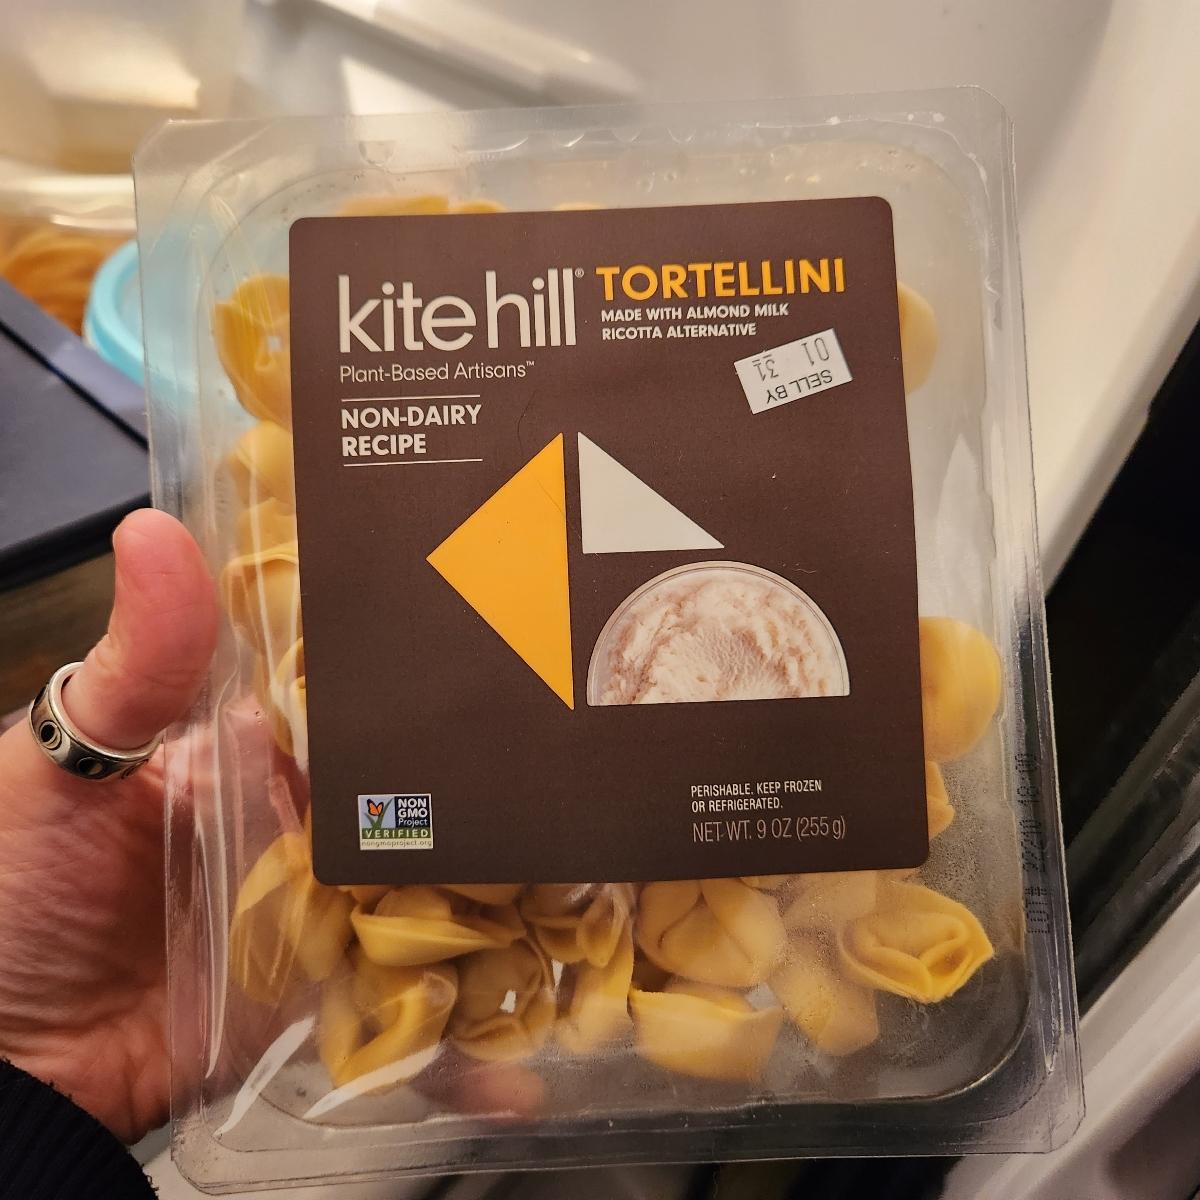 kite hill®
Plant-Based Artisans™
NON-DAIRY
RECIPE
TORTELLINI
MADE WITH ALMOND MILK
RICOTTA ALTERNATIVE
SELL BY
01 31
NON
GMO
Project
VERIFIED
nongmoproject.org
PERISHABLE. KEEP FROZEN
OR REFRIGERATED.
NET WT. 9 OZ (255 g)